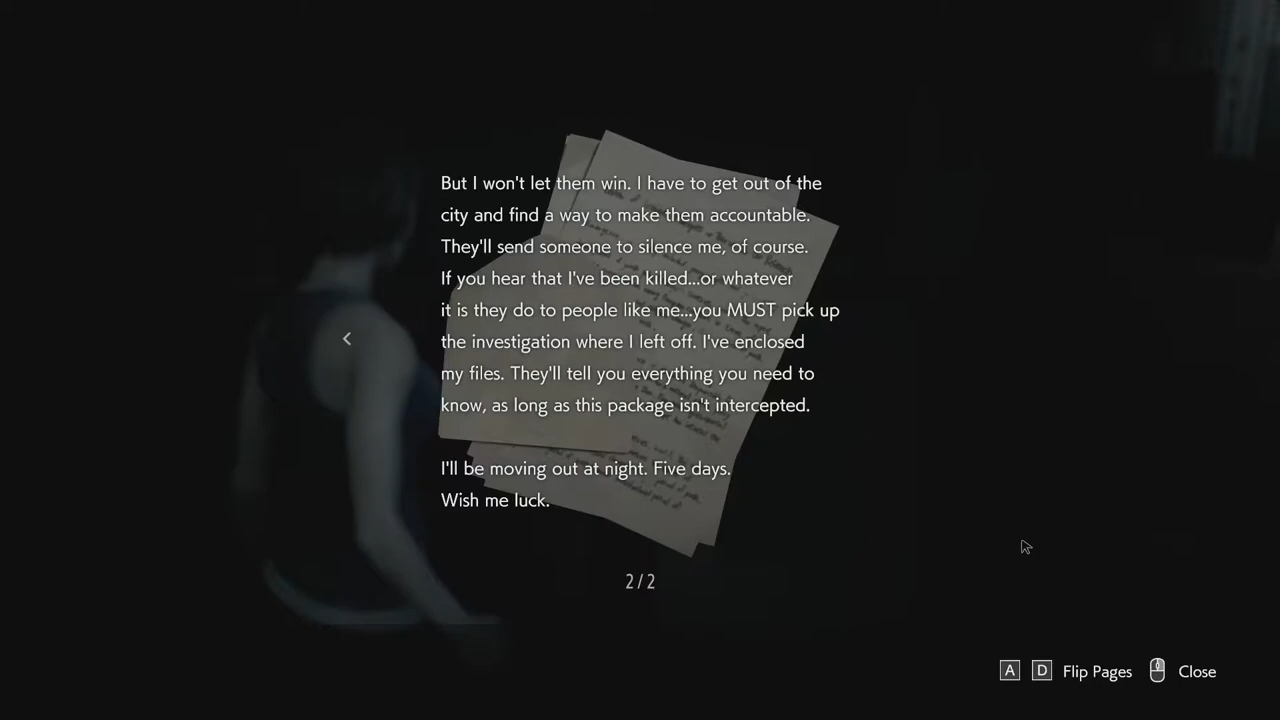 But I won't let them win. I have to get out of the
city and find a way to make them accountable.
They'll send someone to silence me, of course.
If you hear that I've been killed...or whatever
it is they do to people like me...you MUST pick up
the investigation where I left off. I've enclosed
my files. They'll tell you everything you need to
know, as long as this package isn't intercepted.
I'll be moving out at night. Five days.
Wish me luck.
2 / 2
A D Flip Pages Close